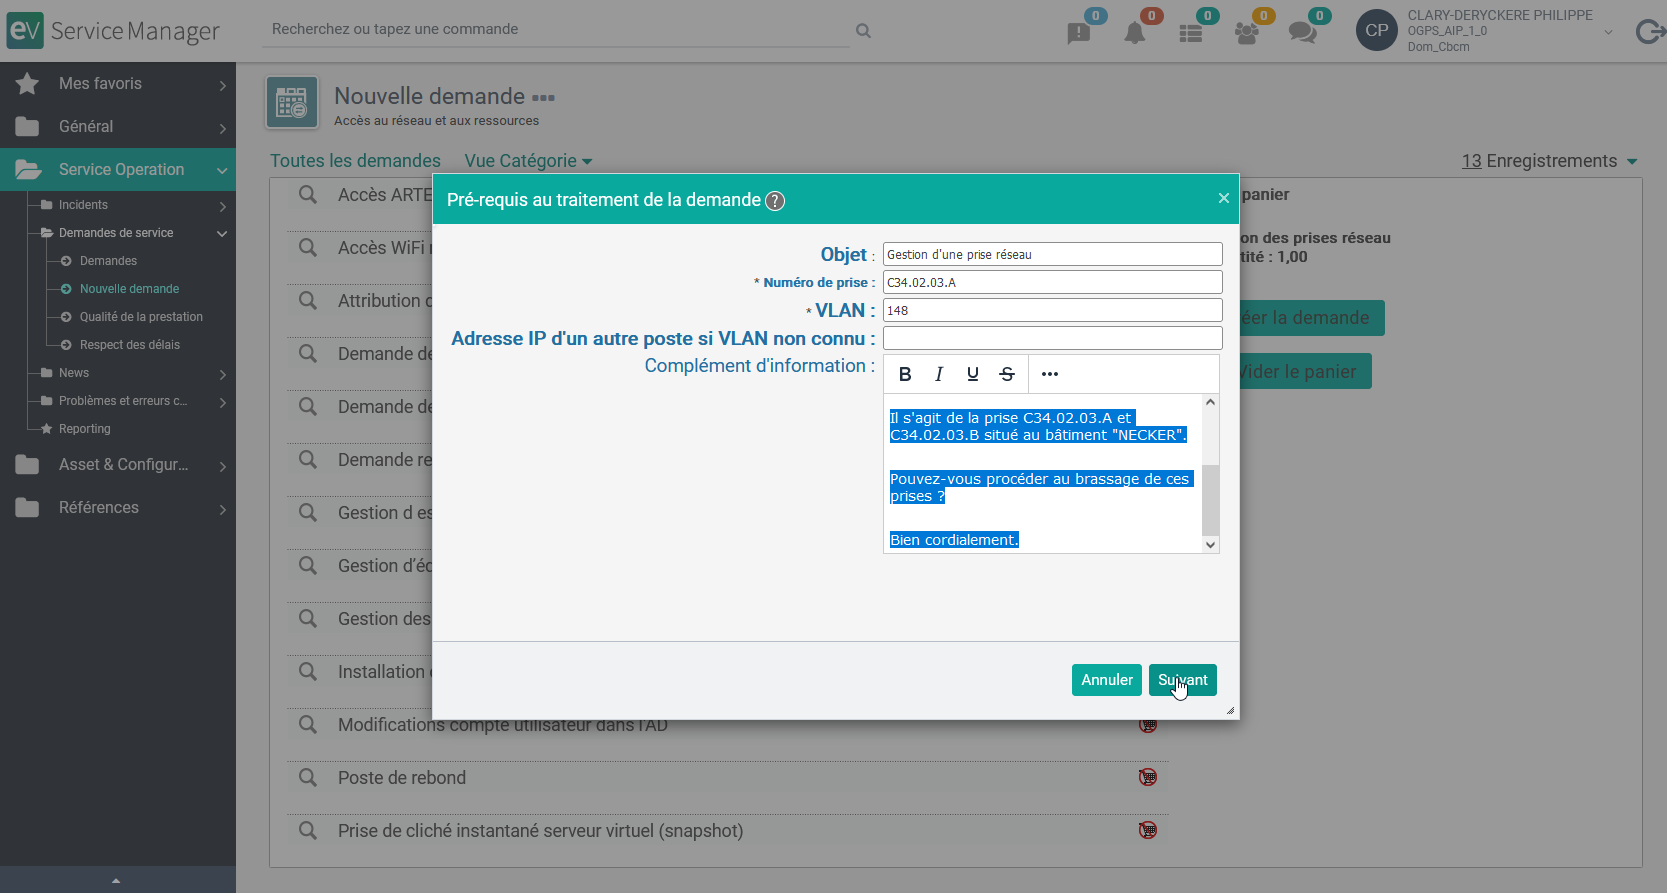 eV Service Manager
Recherchez ou tapez une commande
0
0
0
0
0
CP
CLARY-DERYCKERE PHILIPPE
OGPS_AIP_1_0
Dom_Cbcm
Mes favoris
Général
Service Operation
Incidents
Demandes de service
Demandes
Nouvelle demande
Qualité de la prestation
Respect des délais
News
Problèmes et erreurs c...
Reporting
Asset & Configur...
Références
Nouvelle demande
Accès au réseau et aux ressources
Toutes les demandes Vue Catégorie
13 Enregistrements
Accès ARTE
Accès WiFi
Attribution
Demande de
Demande de
Demande re
Gestion d es
Gestion d'éc
Gestion des
Installation
Modifications compte utilisateur dans l'AD
Poste de rebond
Prise de cliché instantané serveur virtuel (snapshot)
panier
on des prises réseau
tité : 1,00
éer la demande
Vider le panier
Pré-requis au traitement de la demande ?
×
Objet : Gestion d'une prise réseau
* Numéro de prise : C34.02.03.A
* VLAN : 148
Adresse IP d'un autre poste si VLAN non connu :
Complément d'information :
B I U S •••
Il s'agit de la prise C34.02.03.A et
C34.02.03.B situé au bâtiment "NECKER".
Pouvez-vous procéder au brassage de ces
prises ?
Bien cordialement.
Annuler Suivant